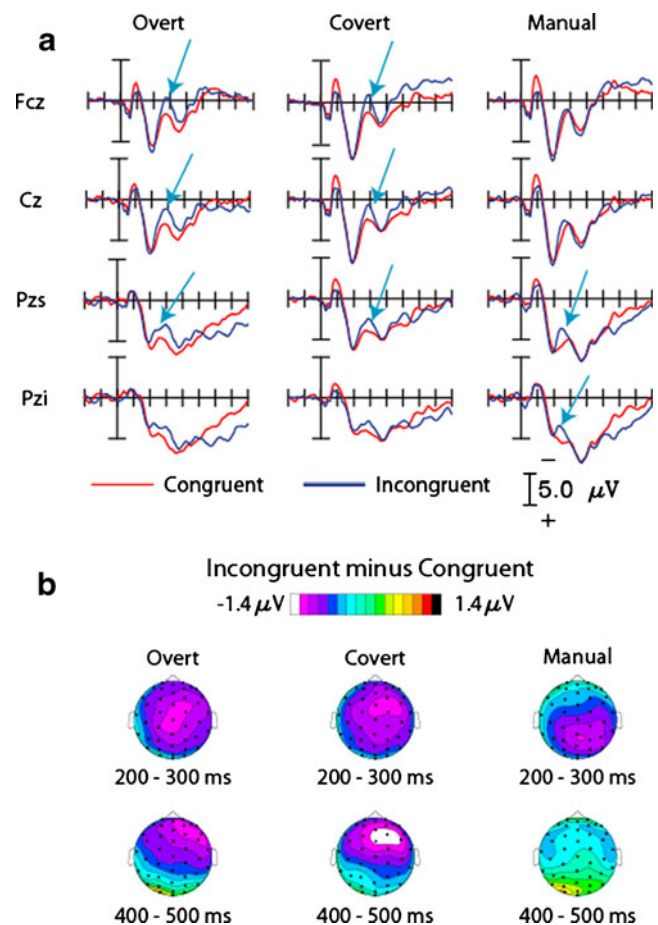 a
Overt Covert Manual
Fcz
Cz
Pzs
Pzi
Congruent Incongruent
−
5.0 μV
+
b
Incongruent minus Congruent
-1.4 μV 1.4 μV
Overt Covert Manual
200 - 300 ms 200 - 300 ms 200 - 300 ms
400 - 500 ms 400 - 500 ms 400 - 500 ms